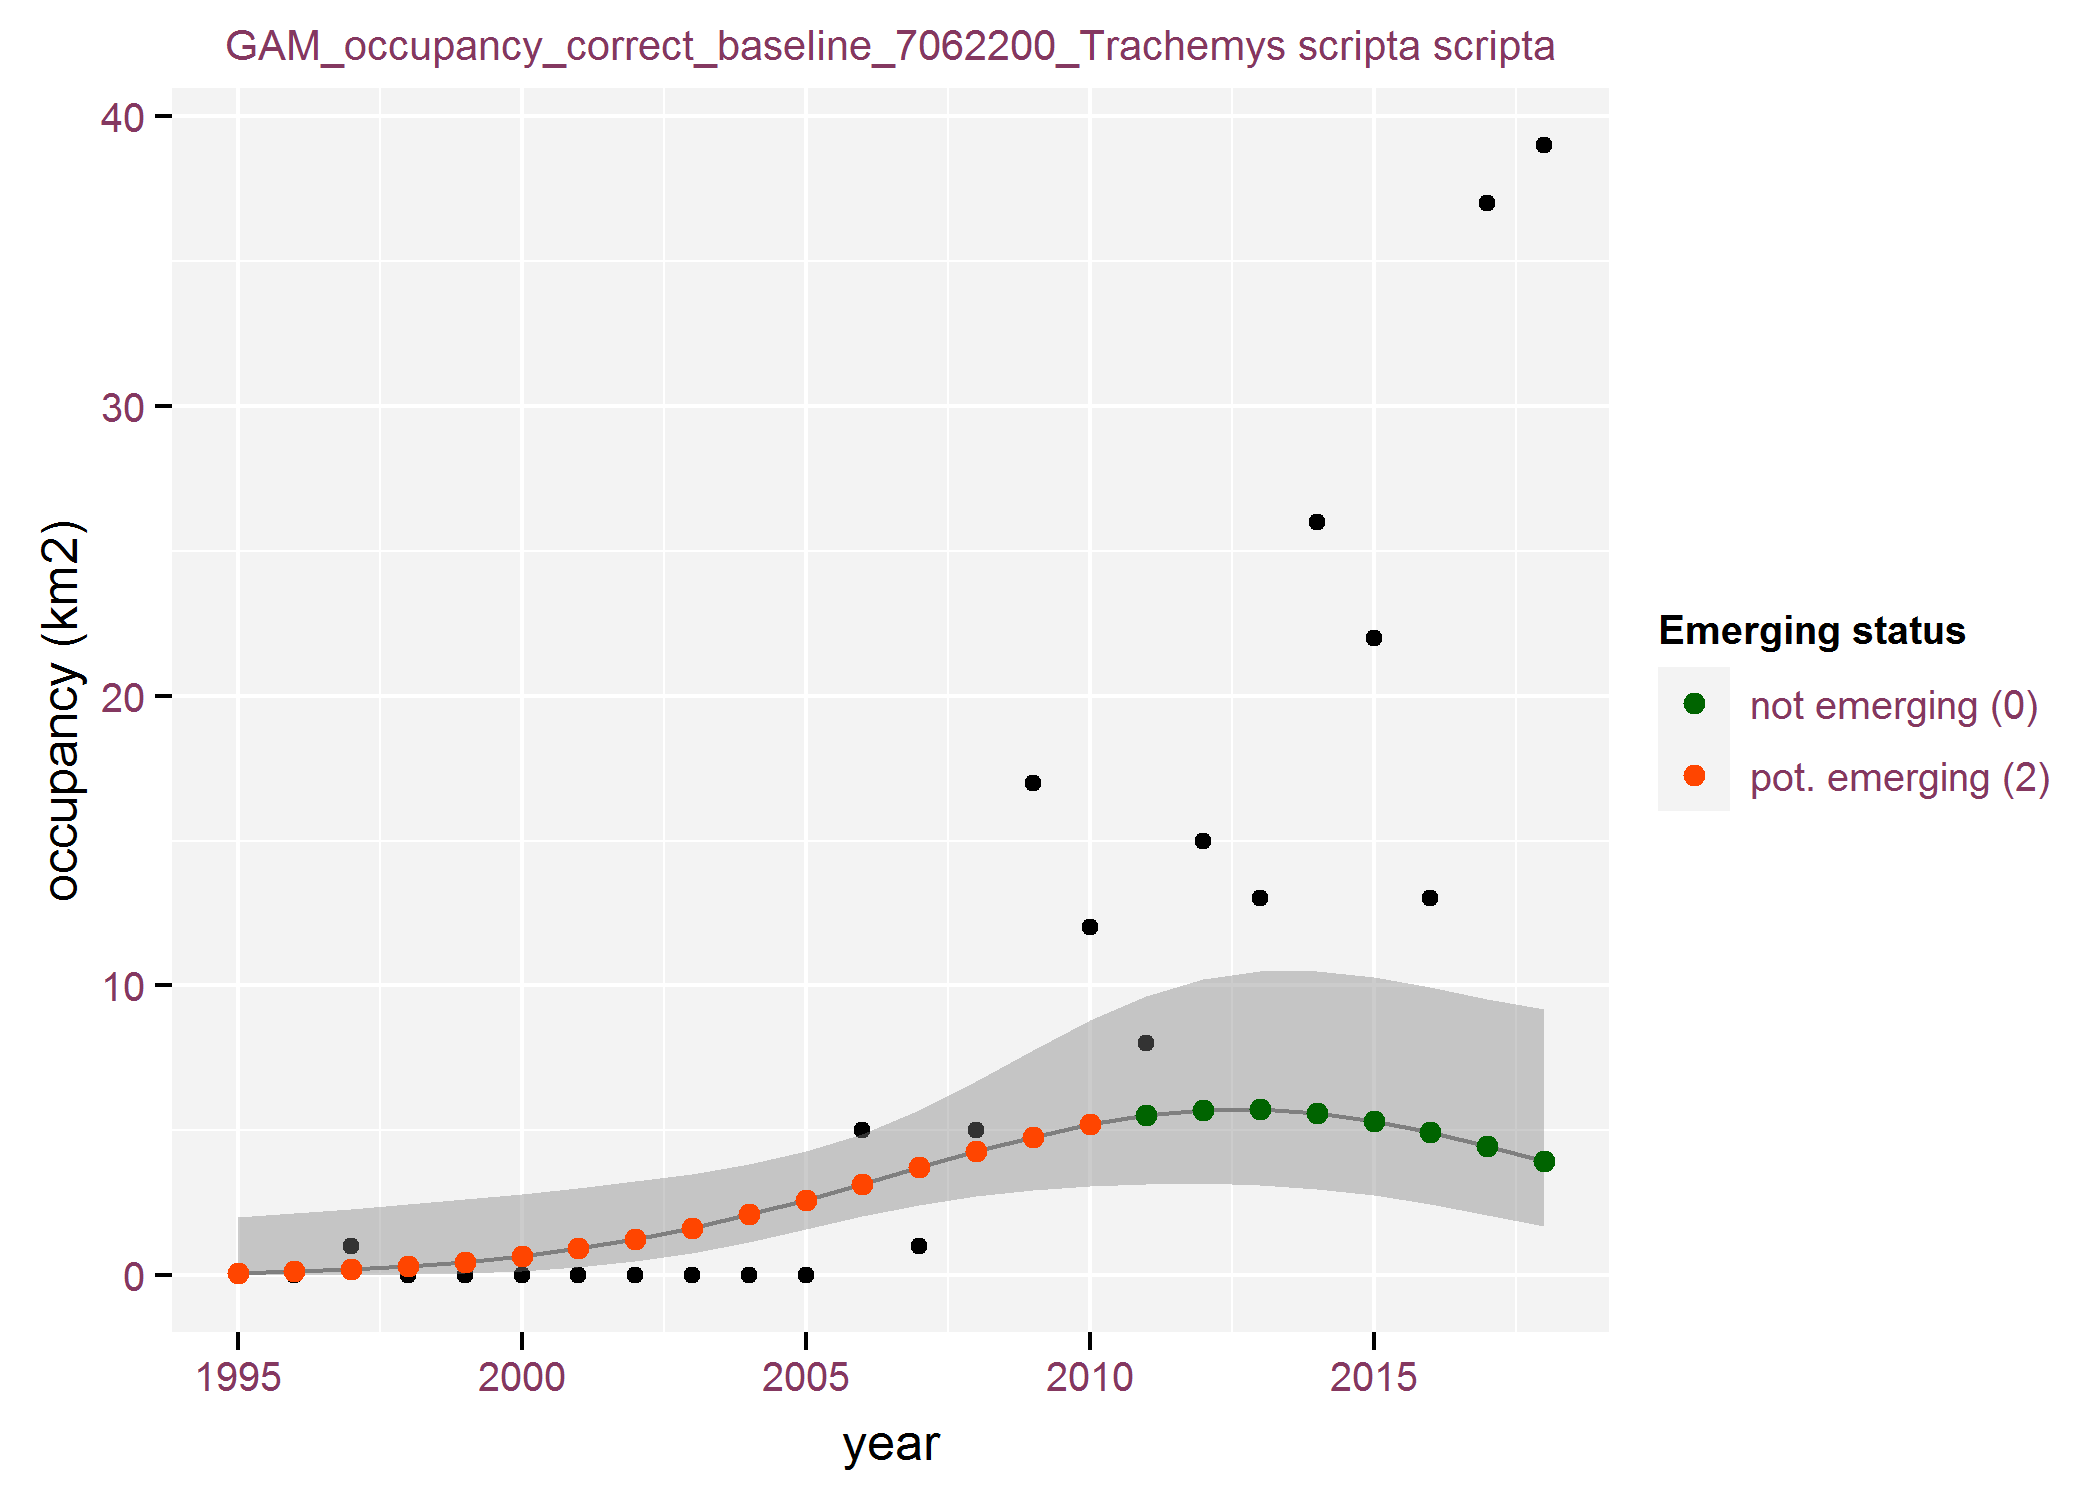 GAM_occupancy_correct_baseline_7062200_Trachemys scripta scripta
40
30
20
10
0
occupancy (km2)
1995 2000 2005 2010 2015
year
Emerging status
not emerging (0)
pot. emerging (2)